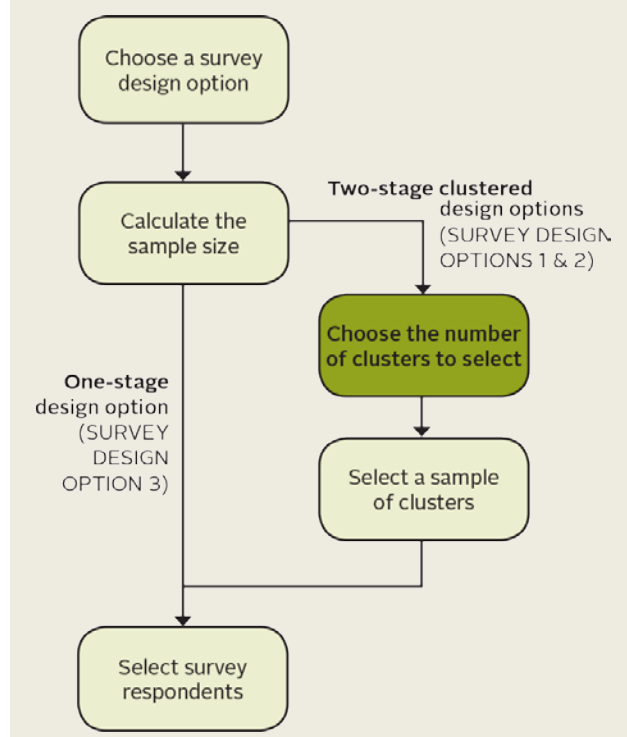 Choose a survey
design option
Calculate the
sample size
Two-stage clustered
design options
(SURVEY DESIGN
OPTIONS 1 & 2)
Choose the number
of clusters to select
One-stage
design option
(SURVEY
DESIGN
OPTION 3)
Select a sample
of clusters
Select survey
respondents